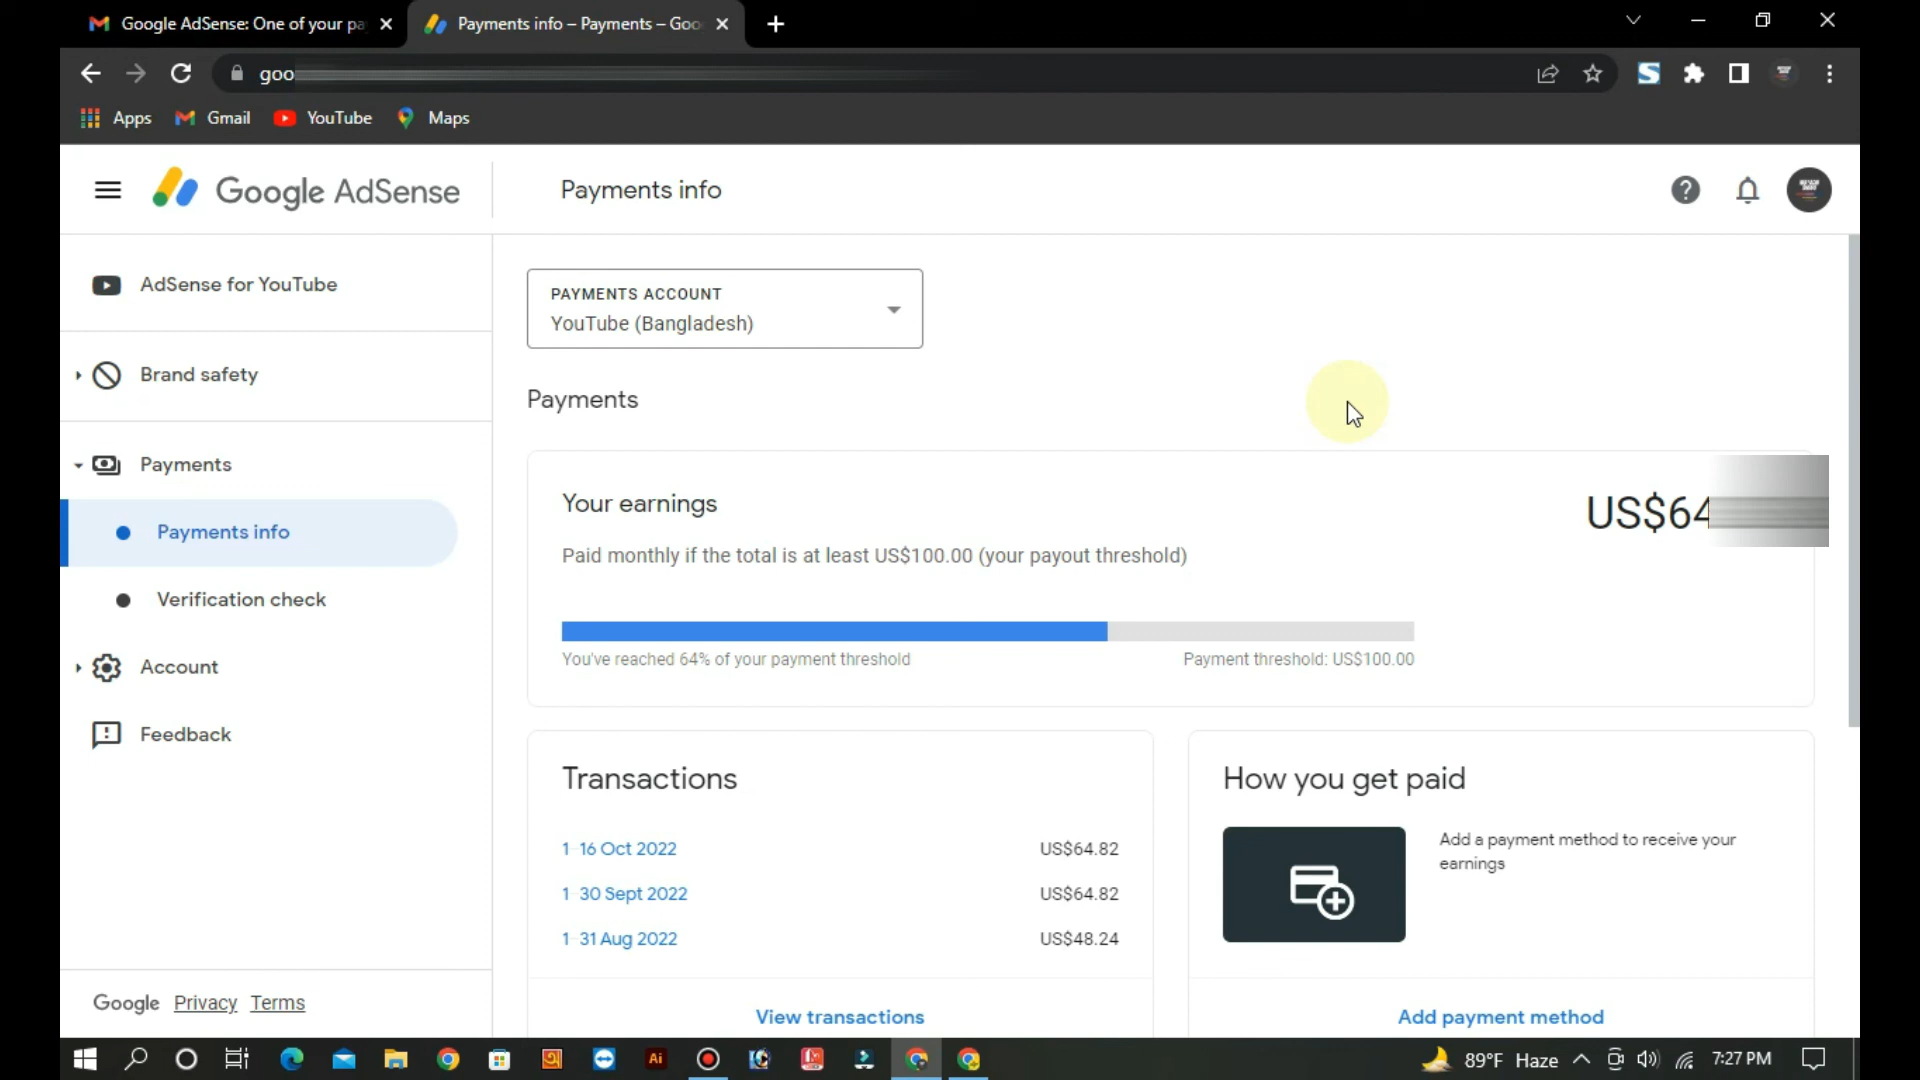 Google AdSense: One of your pa
Payments info – Payments – Goo
goo
Apps
Gmail
YouTube
Maps
Google AdSense
Payments info
AdSense for YouTube
Brand safety
Payments
Payments info
Verification check
Account
Feedback
Google Privacy Terms
PAYMENTS ACCOUNT
YouTube (Bangladesh)
Payments
Your earnings
US$64
Paid monthly if the total is at least US$100.00 (your payout threshold)
You've reached 64% of your payment threshold
Payment threshold: US$100.00
Transactions
1–16 Oct 2022 US$64.82
1–30 Sept 2022 US$64.82
1–31 Aug 2022 US$48.24
View transactions
How you get paid
Add a payment method to receive your
earnings
Add payment method
Ai
89°F Haze
7:27 PM